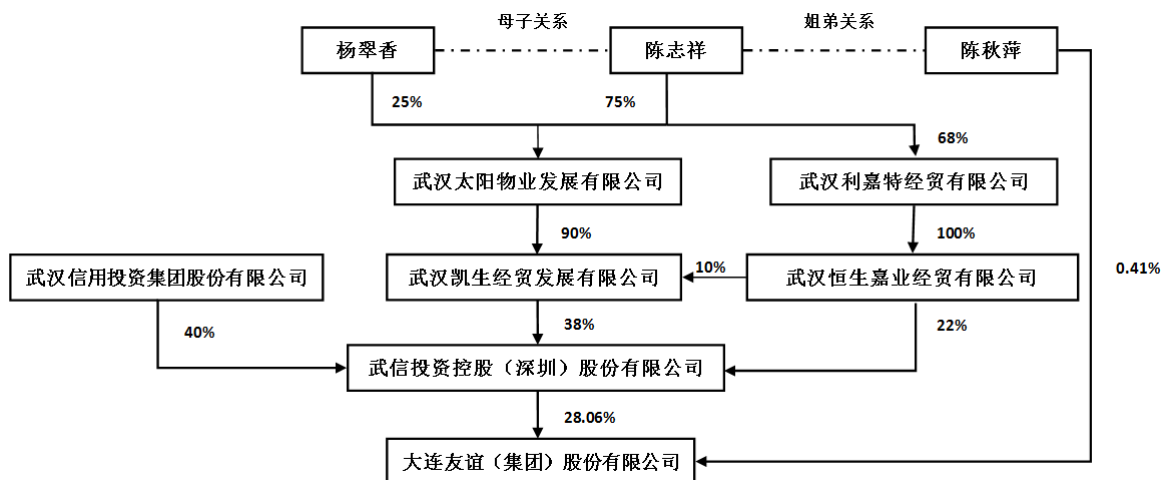 母子关系
姐弟关系
杨翠香
陈志祥
陈秋萍
25%
75%
68%
武汉太阳物业发展有限公司
武汉利嘉特经贸有限公司
90%
100%
武汉信用投资集团股份有限公司
武汉凯生经贸发展有限公司
10%
武汉恒生嘉业经贸有限公司
0.41%
40%
38%
22%
武信投资控股（深圳）股份有限公司
28.06%
大连友谊（集团）股份有限公司